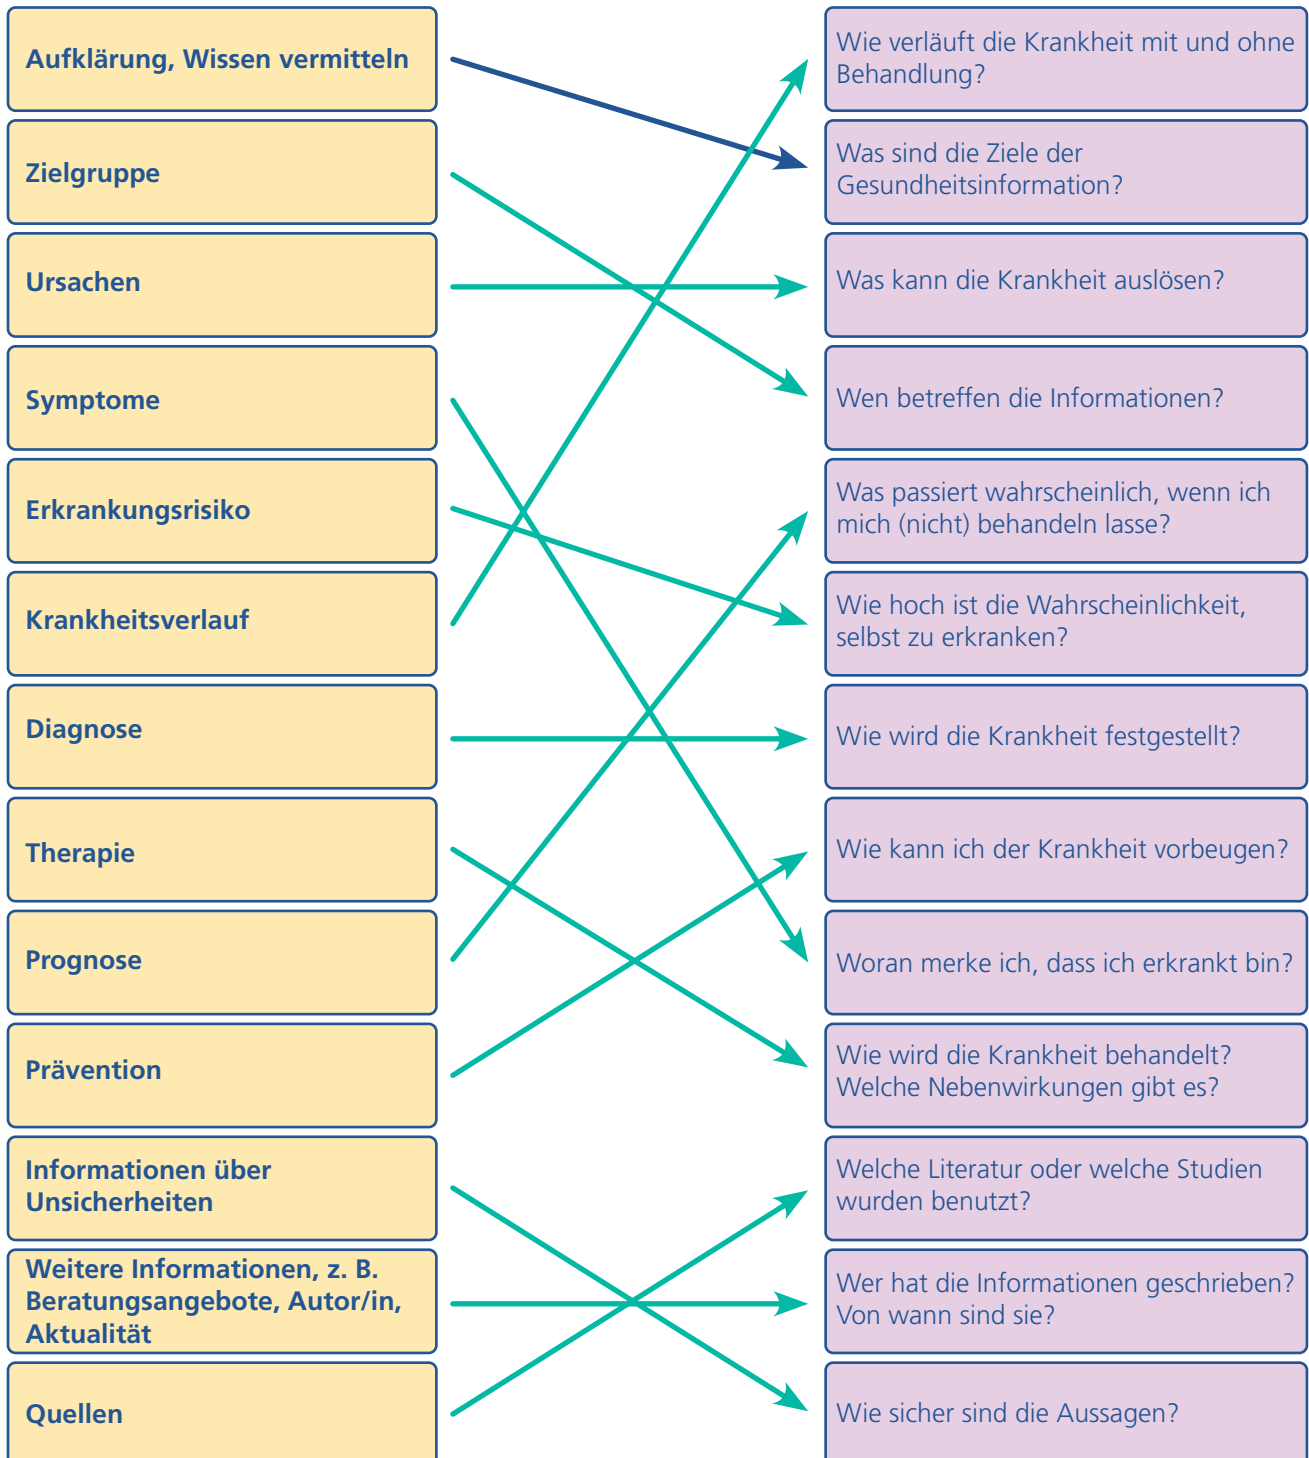 Aufklärung, Wissen vermitteln
Zielgruppe
Ursachen
Symptome
Erkrankungsrisiko
Krankheitsverlauf
Diagnose
Therapie
Prognose
Prävention
Informationen über
Unsicherheiten
Weitere Informationen, z. B.
Beratungsangebote, Autor/in,
Aktualität
Quellen
Wie verläuft die Krankheit mit und ohne
Behandlung?
Was sind die Ziele der
Gesundheitsinformation?
Was kann die Krankheit auslösen?
Wen betreffen die Informationen?
Was passiert wahrscheinlich, wenn ich
mich (nicht) behandeln lasse?
Wie hoch ist die Wahrscheinlichkeit,
selbst zu erkranken?
Wie wird die Krankheit festgestellt?
Wie kann ich der Krankheit vorbeugen?
Woran merke ich, dass ich erkrankt bin?
Wie wird die Krankheit behandelt?
Welche Nebenwirkungen gibt es?
Welche Literatur oder welche Studien
wurden benutzt?
Wer hat die Informationen geschrieben?
Von wann sind sie?
Wie sicher sind die Aussagen?